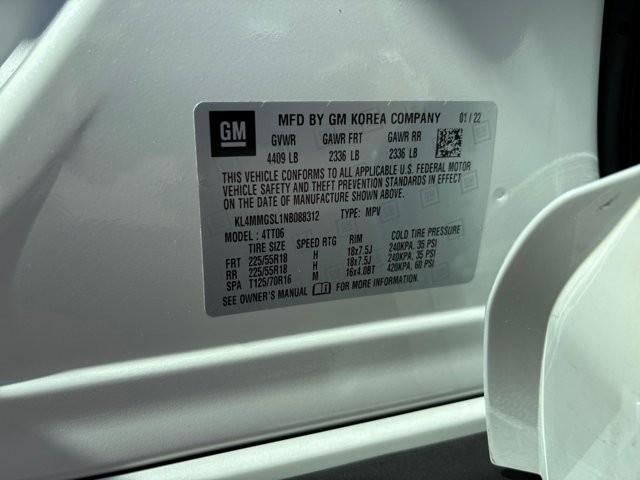 GM MFD BY GM KOREA COMPANY 01 / 22
GVWR GAWR FRT GAWR RR
4409 LB 2336 LB 2336 LB
THIS VEHICLE CONFORMS TO ALL APPLICABLE U.S. FEDERAL MOTOR
VEHICLE SAFETY AND THEFT PREVENTION STANDARDS IN EFFECT
ON THE DATE OF MANUFACTURE SHOWN ABOVE.
KL4MMGSL1NB088312 TYPE: MPV
MODEL: 4TT06
TIRE SIZE SPEED RTG RIM COLD TIRE PRESSURE
FRT 225/55R18 H 18x7.5J 240KPA, 35 PSI
RR 225/55R18 H 18x7.5J 240KPA, 35 PSI
SPA T125/70R16 M 16x4.0BT 420KPA, 60 PSI
SEE OWNER'S MANUAL FOR MORE INFORMATION.